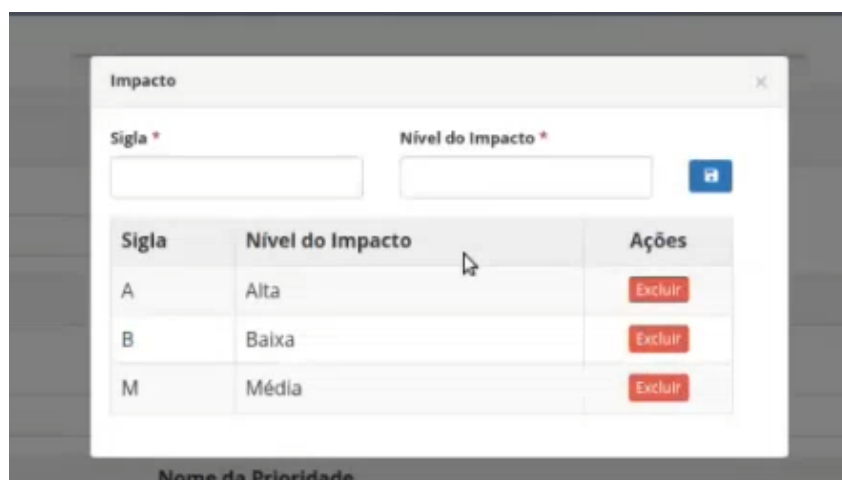 Impacto ×
Sigla * Nível do Impacto *
Sigla Nível do Impacto Ações
A Alta Excluir
B Baixa Excluir
M Média Excluir
Nome da Prioridade